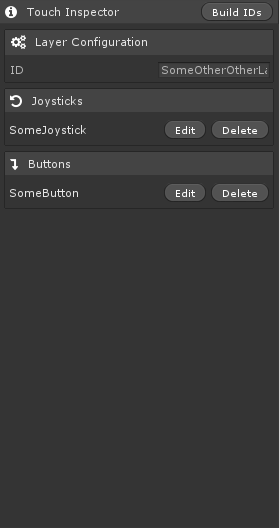 Touch Inspector Build IDs
Layer Configuration
ID SomeOtherOtherLa
Joysticks
SomeJoystick Edit Delete
Buttons
SomeButton Edit Delete